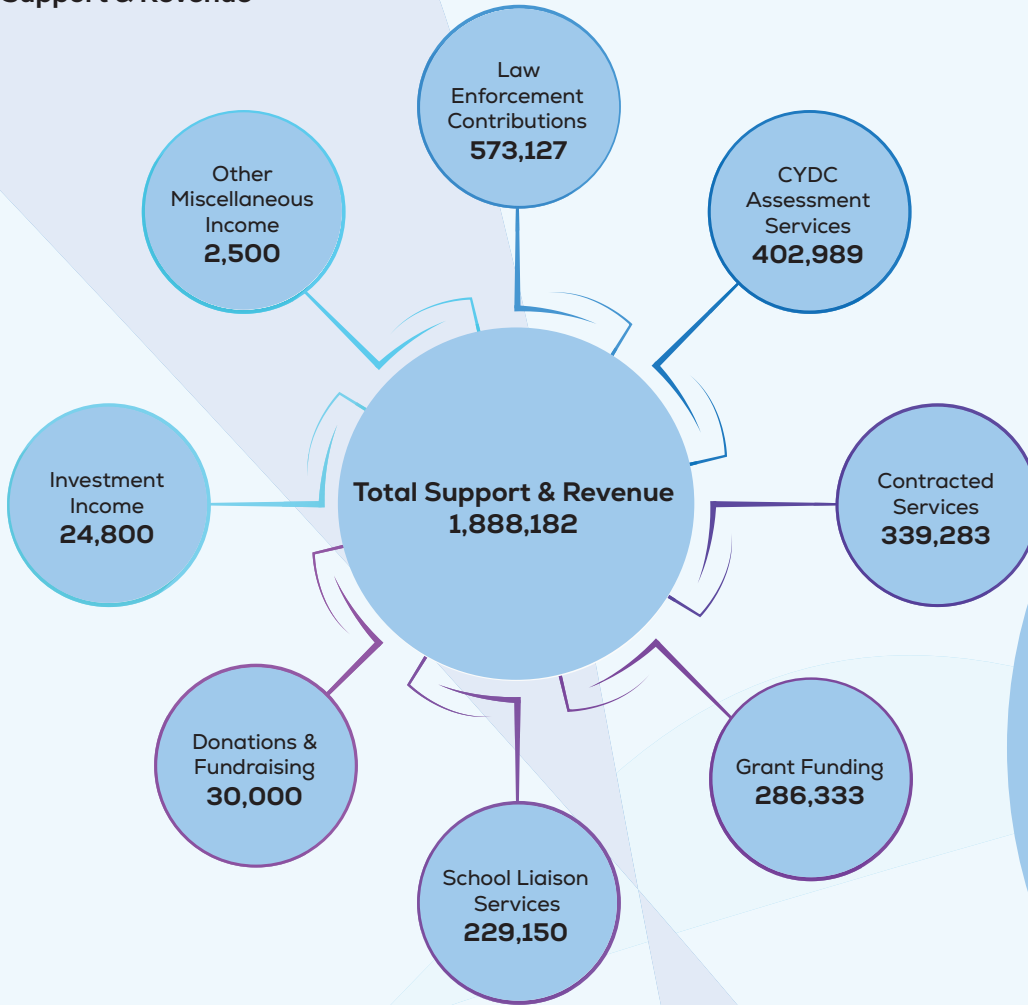 Support & Revenue
Law
Enforcement
Contributions
573,127
CYDC
Assessment
Services
402,989
Contracted
Services
339,283
Grant Funding
286,333
School Liaison
Services
229,150
Donations &
Fundraising
30,000
Investment
Income
24,800
Other
Miscellaneous
Income
2,500
Total Support & Revenue
1,888,182